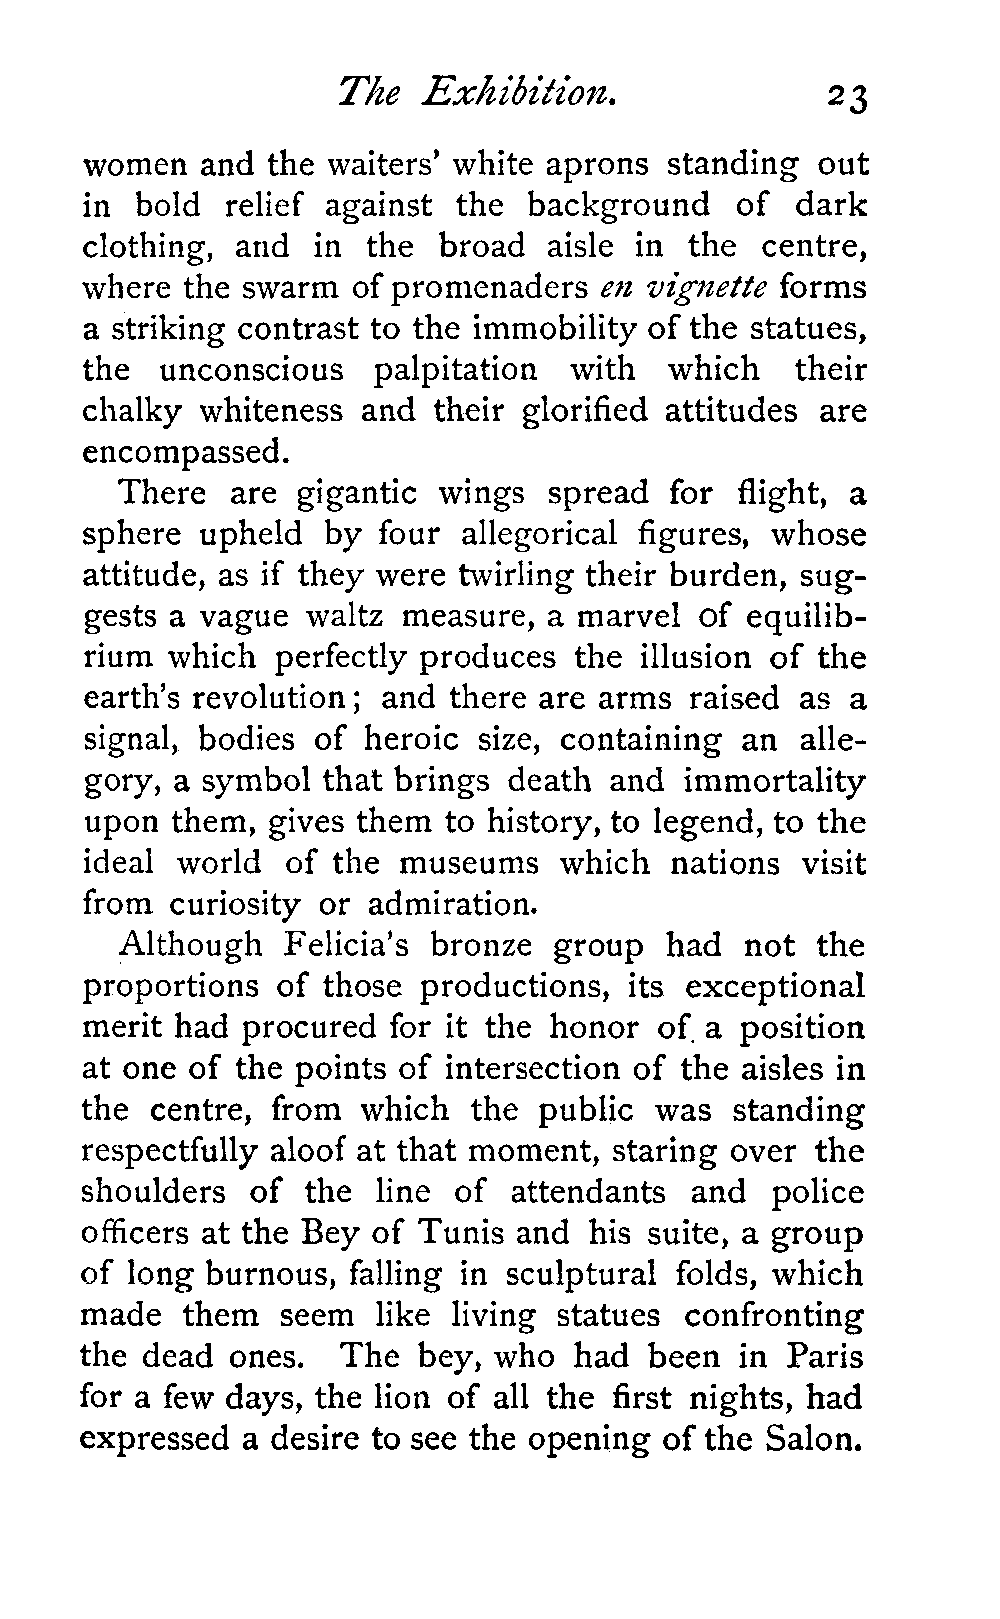 The Exhibition. 23
women and the waiters' white aprons standing out
in bold relief against the background of dark
clothing, and in the broad aisle in the centre,
where the swarm of promenaders en vignette forms
a striking contrast to the immobility of the statues,
the unconscious palpitation with which their
chalky whiteness and their glorified attitudes are
encompassed.
There are gigantic wings spread for flight, a
sphere upheld by four allegorical figures, whose
attitude, as if they were twirling their burden, sug-
gests a vague waltz measure, a marvel of equilib-
rium which perfectly produces the illusion of the
earth's revolution; and there are arms raised as a
signal, bodies of heroic size, containing an alle-
gory, a symbol that brings death and immortality
upon them, gives them to history, to legend, to the
ideal world of the museums which nations visit
from curiosity or admiration.
Although Felicia's bronze group had not the
proportions of those productions, its exceptional
merit had procured for it the honor of a position
at one of the points of intersection of the aisles in
the centre, from which the public was standing
respectfully aloof at that moment, staring over the
shoulders of the line of attendants and police
officers at the Bey of Tunis and his suite, a group
of long burnous, falling in sculptural folds, which
made them seem like living statues confronting
the dead ones. The bey, who had been in Paris
for a few days, the lion of all the first nights, had
expressed a desire to see the opening of the Salon.